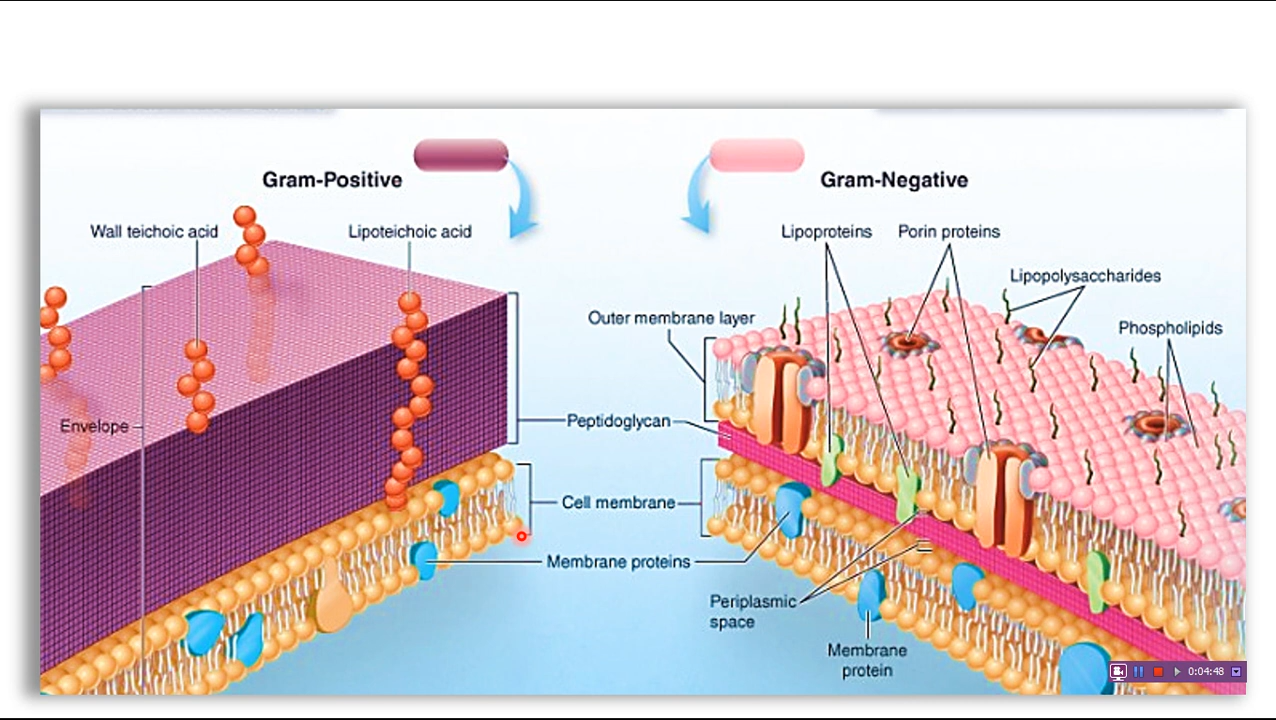 Gram-Positive
Gram-Negative
Wall teichoic acid
Lipoteichoic acid
Lipoproteins
Porin proteins
Lipopolysaccharides
Outer membrane layer
Phospholipids
Envelope
Peptidoglycan
Cell membrane
Membrane proteins
Periplasmic
space
Membrane
protein
0:04:48